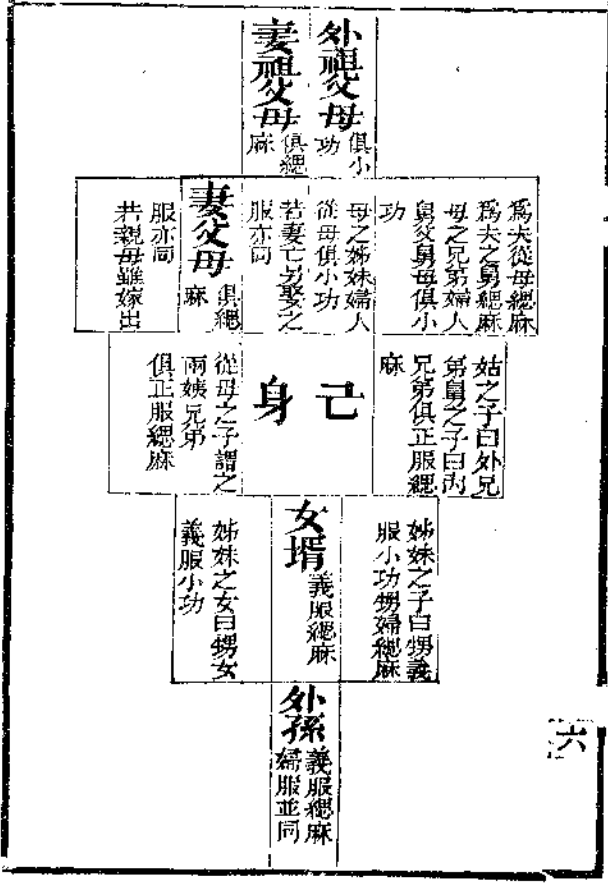 外祖父母
俱小
功
妻祖父母
俱緦
麻
為夫從母緦麻
為夫之舅緦麻
母之兄弟婦人
舅父舅母俱小
功
母之姊妹婦人
從母俱小功
若妻亡另娶之
服亦同
妻父母
俱緦
麻
服亦同
若親母雖嫁出
姑之子曰外兄
弟舅之子曰內
兄弟俱正服緦
麻
己
身
從母之子謂之
兩姨兄弟
俱正服緦麻
姊妹之子曰甥義
服小功甥婦緦麻
女壻
義服緦麻
姊妹之女曰甥女
義服小功
外孫
義服緦麻
婦服並同
六